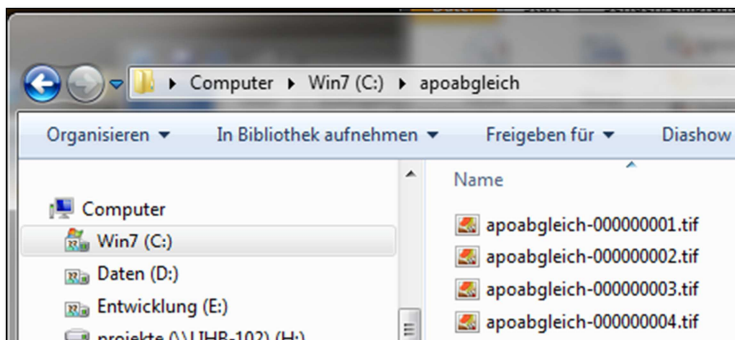 Computer ▸ Win7 (C:) ▸ apoabgleich
Organisieren In Bibliothek aufnehmen Freigeben für Diashow
Name
Computer
Win7 (C:)
Daten (D:)
Entwicklung (E:)
apoabgleich-000000001.tif
apoabgleich-000000002.tif
apoabgleich-000000003.tif
apoabgleich-000000004.tif